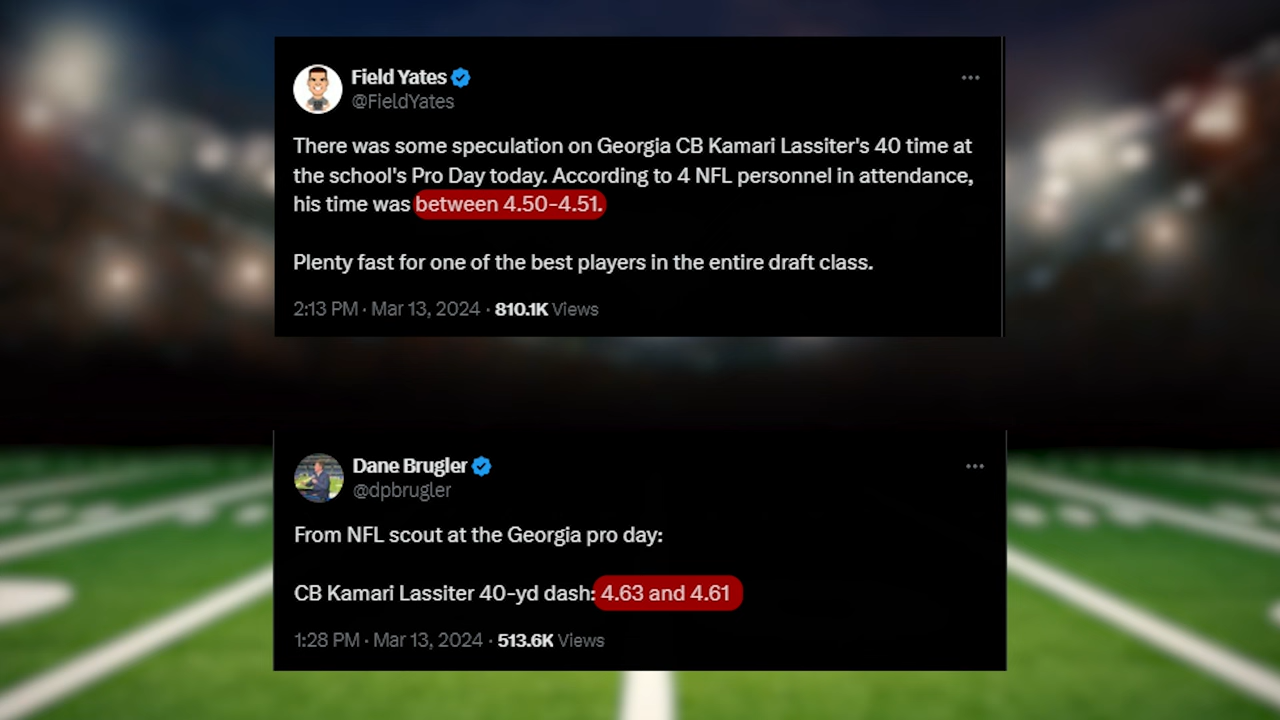 Field Yates
@FieldYates
There was some speculation on Georgia CB Kamari Lassiter's 40 time at
the school's Pro Day today. According to 4 NFL personnel in attendance,
his time was between 4.50-4.51.
Plenty fast for one of the best players in the entire draft class.
2:13 PM · Mar 13, 2024 · 810.1K Views
Dane Brugler
@dpbrugler
From NFL scout at the Georgia pro day:
CB Kamari Lassiter 40-yd dash: 4.63 and 4.61
1:28 PM · Mar 13, 2024 · 513.6K Views